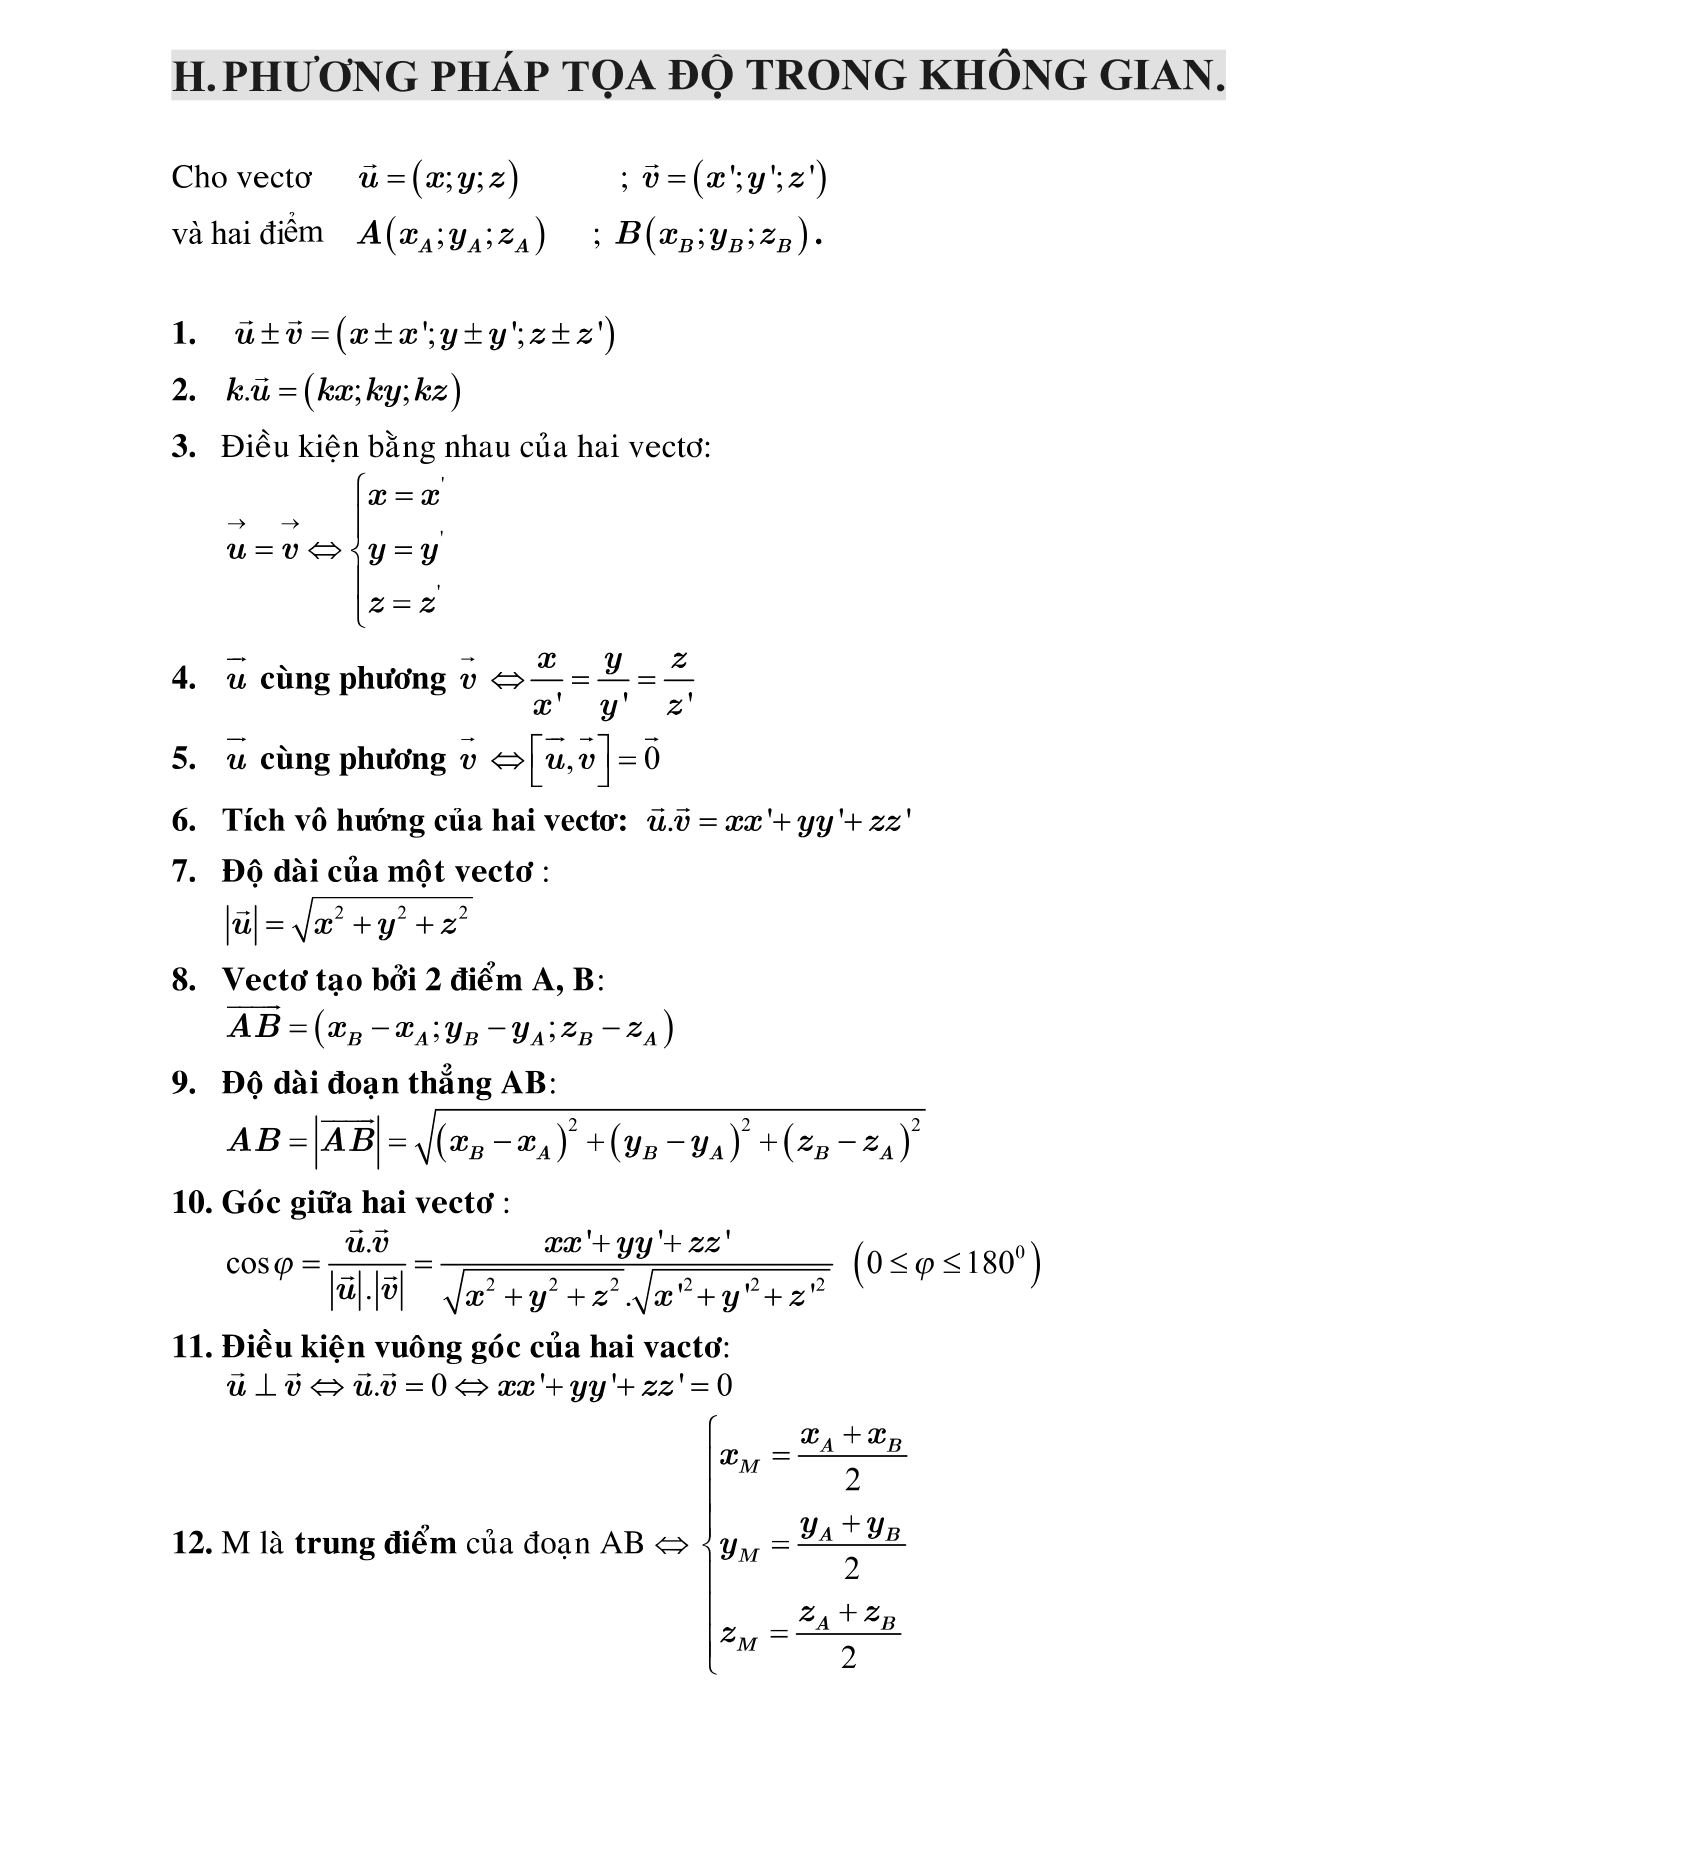 H. PHƯƠNG PHÁP TỌA ĐỘ TRONG KHÔNG GIAN.
Cho vectơ $\vec{u} = (x; y; z)$ ; $\vec{v} = (x'; y'; z')$
và hai điểm $A(x_A; y_A; z_A)$ ; $B(x_B; y_B; z_B)$.
1. $\vec{u} \pm \vec{v} = (x \pm x'; y \pm y'; z \pm z')$
2. $k.\vec{u} = (kx; ky; kz)$
3. Điều kiện bằng nhau của hai vectơ:
$\vec{u} = \vec{v} \Leftrightarrow \begin{cases} x = x' \\ y = y' \\ z = z' \end{cases}$
4. $\vec{u}$ cùng phương $\vec{v} \Leftrightarrow \frac{x}{x'} = \frac{y}{y'} = \frac{z}{z'}$
5. $\vec{u}$ cùng phương $\vec{v} \Leftrightarrow [\vec{u}, \vec{v}] = \vec{0}$
6. Tích vô hướng của hai vectơ: $\vec{u}.\vec{v} = xx' + yy' + zz'$
7. Độ dài của một vectơ :
$|\vec{u}| = \sqrt{x^2 + y^2 + z^2}$
8. Vectơ tạo bởi 2 điểm A, B:
$\overrightarrow{AB} = (x_B - x_A; y_B - y_A; z_B - z_A)$
9. Độ dài đoạn thẳng AB:
$AB = |\overrightarrow{AB}| = \sqrt{(x_B - x_A)^2 + (y_B - y_A)^2 + (z_B - z_A)^2}$
10. Góc giữa hai vectơ :
$\cos\varphi = \frac{\vec{u}.\vec{v}}{|\vec{u}|.|\vec{v}|} = \frac{xx' + yy' + zz'}{\sqrt{x^2 + y^2 + z^2}.\sqrt{x'^2 + y'^2 + z'^2}}$ $(0 \le \varphi \le 180^0)$
11. Điều kiện vuông góc của hai vactơ:
$\vec{u} \perp \vec{v} \Leftrightarrow \vec{u}.\vec{v} = 0 \Leftrightarrow xx' + yy' + zz' = 0$
12. M là trung điểm của đoạn AB $\Leftrightarrow \begin{cases} x_M = \frac{x_A + x_B}{2} \\ y_M = \frac{y_A + y_B}{2} \\ z_M = \frac{z_A + z_B}{2} \end{cases}$